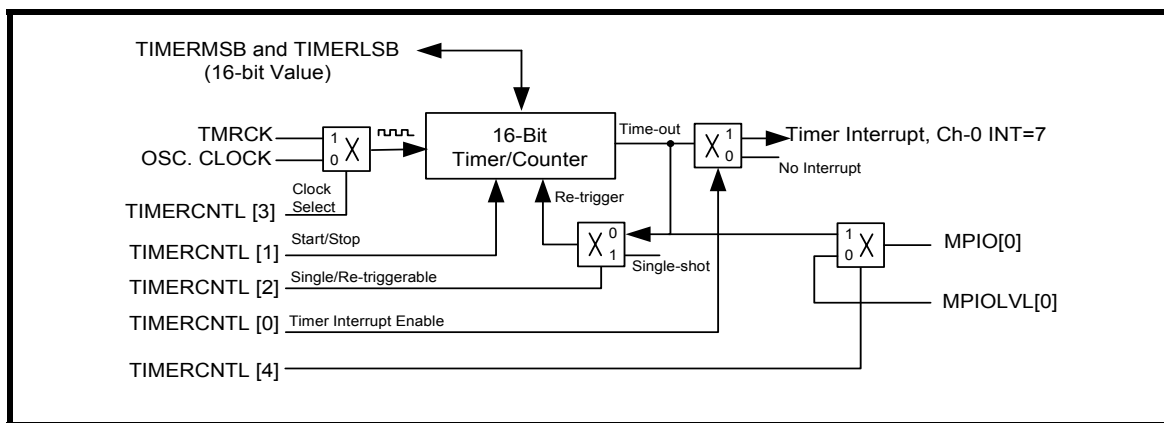 TIMERMSB and TIMERLSB
(16-bit Value)
TMRCK
OSC. CLOCK
1
0
X
Clock
Select
TIMERCNTL [3]
16-Bit
Timer/Counter
Time-out
X
1
0
Timer Interrupt, Ch-0 INT=7
No Interrupt
Re-trigger
TIMERCNTL [1]
Start/Stop
X
0
1
Single-shot
TIMERCNTL [2]
Single/Re-triggerable
TIMERCNTL [0]
Timer Interrupt Enable
1
0
X
MPIO[0]
MPIOLVL[0]
TIMERCNTL [4]